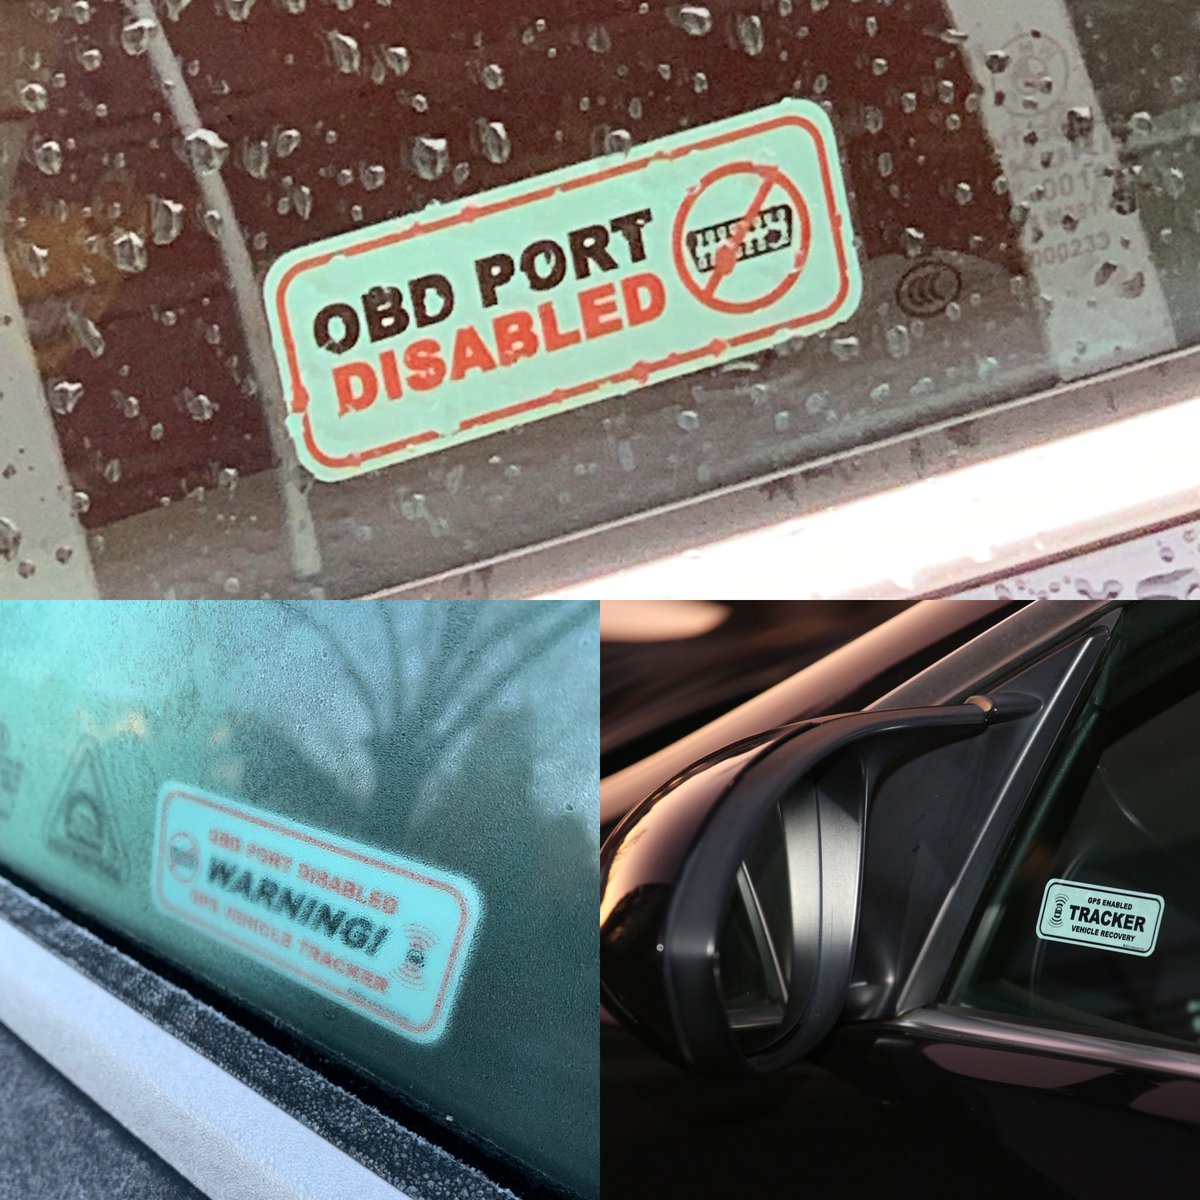 OBD PORT
DISABLED
OBD PORT DISABLED
WARNING!
GPS VEHICLE TRACKER
GPS ENABLED
TRACKER
VEHICLE RECOVERY